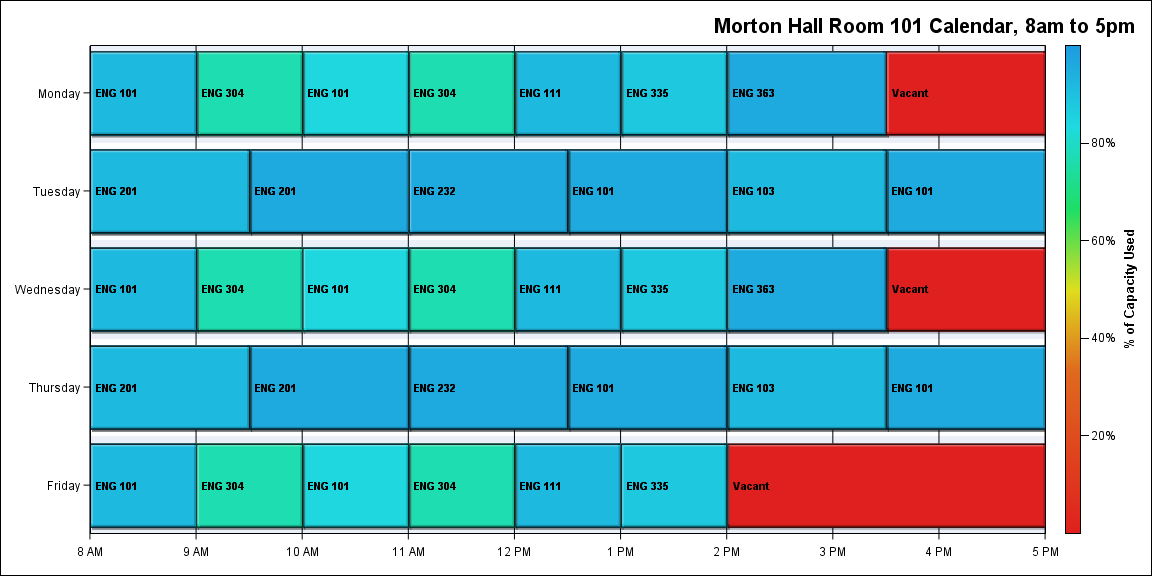 Morton Hall Room 101 Calendar, 8am to 5pm
Monday
ENG 101
ENG 304
ENG 101
ENG 304
ENG 111
ENG 335
ENG 363
Vacant
Tuesday
ENG 201
ENG 201
ENG 232
ENG 101
ENG 103
ENG 101
Wednesday
ENG 101
ENG 304
ENG 101
ENG 304
ENG 111
ENG 335
ENG 363
Vacant
Thursday
ENG 201
ENG 201
ENG 232
ENG 101
ENG 103
ENG 101
Friday
ENG 101
ENG 304
ENG 101
ENG 304
ENG 111
ENG 335
Vacant
8 AM
9 AM
10 AM
11 AM
12 PM
1 PM
2 PM
3 PM
4 PM
5 PM
80%
60%
40%
20%
% of Capacity Used